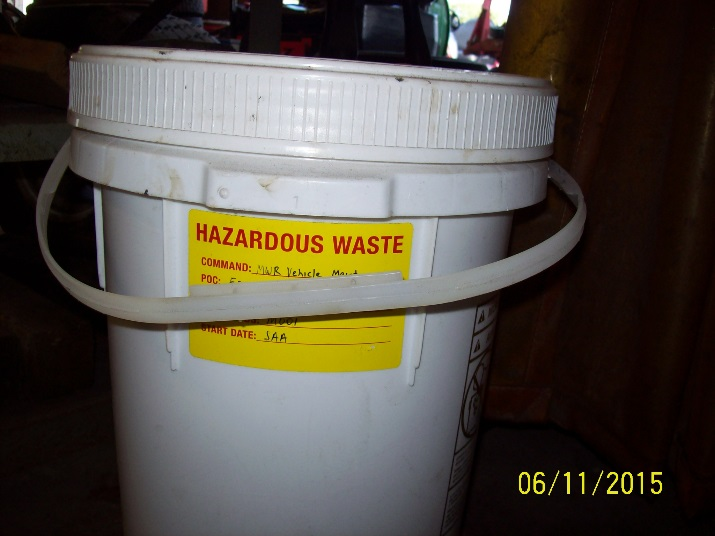 HAZARDOUS WASTE
COMMAND: MWR Vehicle Maint
POC:
START DATE: SAA
06/11/2015